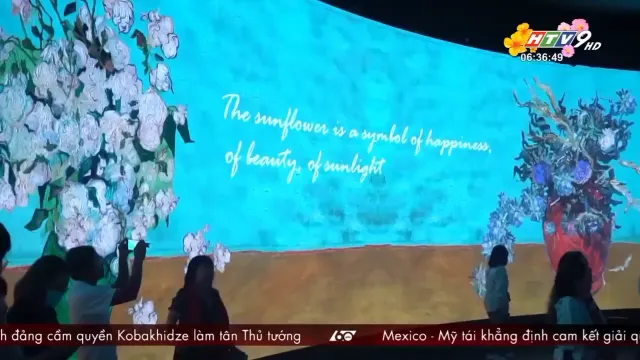 HTV9 HD
06:36:49
The sunflower is a symbol of happiness,
of beauty, of sunlight
h đảng cầm quyền Kobakhidze làm tân Thủ tướng 60 Mexico - Mỹ tái khẳng định cam kết giải q